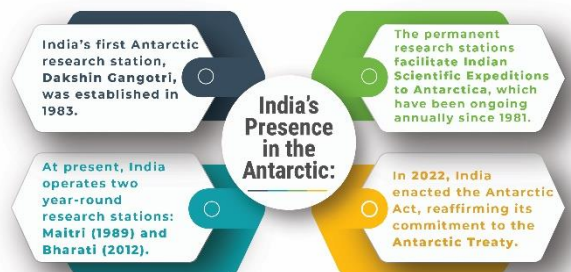 India's first Antarctic
research station,
Dakshin Gangotri,
was established in
1983.
The permanent
research stations
facilitate Indian
Scientific Expeditions
to Antarctica, which
have been ongoing
annually since 1981.
India's
Presence
in the
Antarctic:
At present, India
operates two
year-round
research stations:
Maitri (1989) and
Bharati (2012).
In 2022, India
enacted the Antarctic
Act, reaffirming its
commitment to the
Antarctic Treaty.